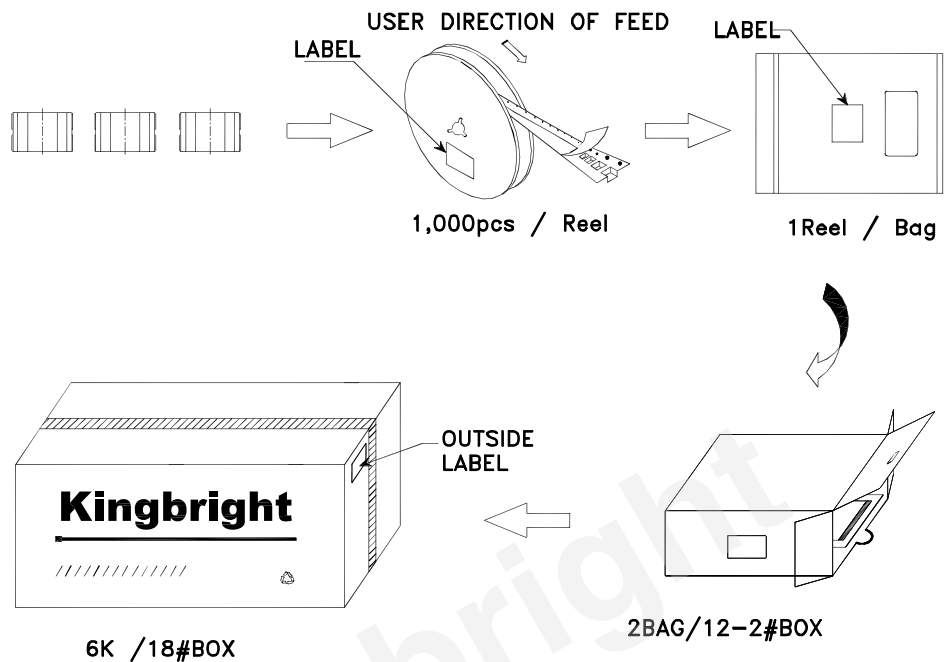 USER DIRECTION OF FEED
LABEL
LABEL
1,000pcs / Reel
1Reel / Bag
OUTSIDE
LABEL
Kingbright
2BAG/12-2#BOX
6K /18#BOX
bright